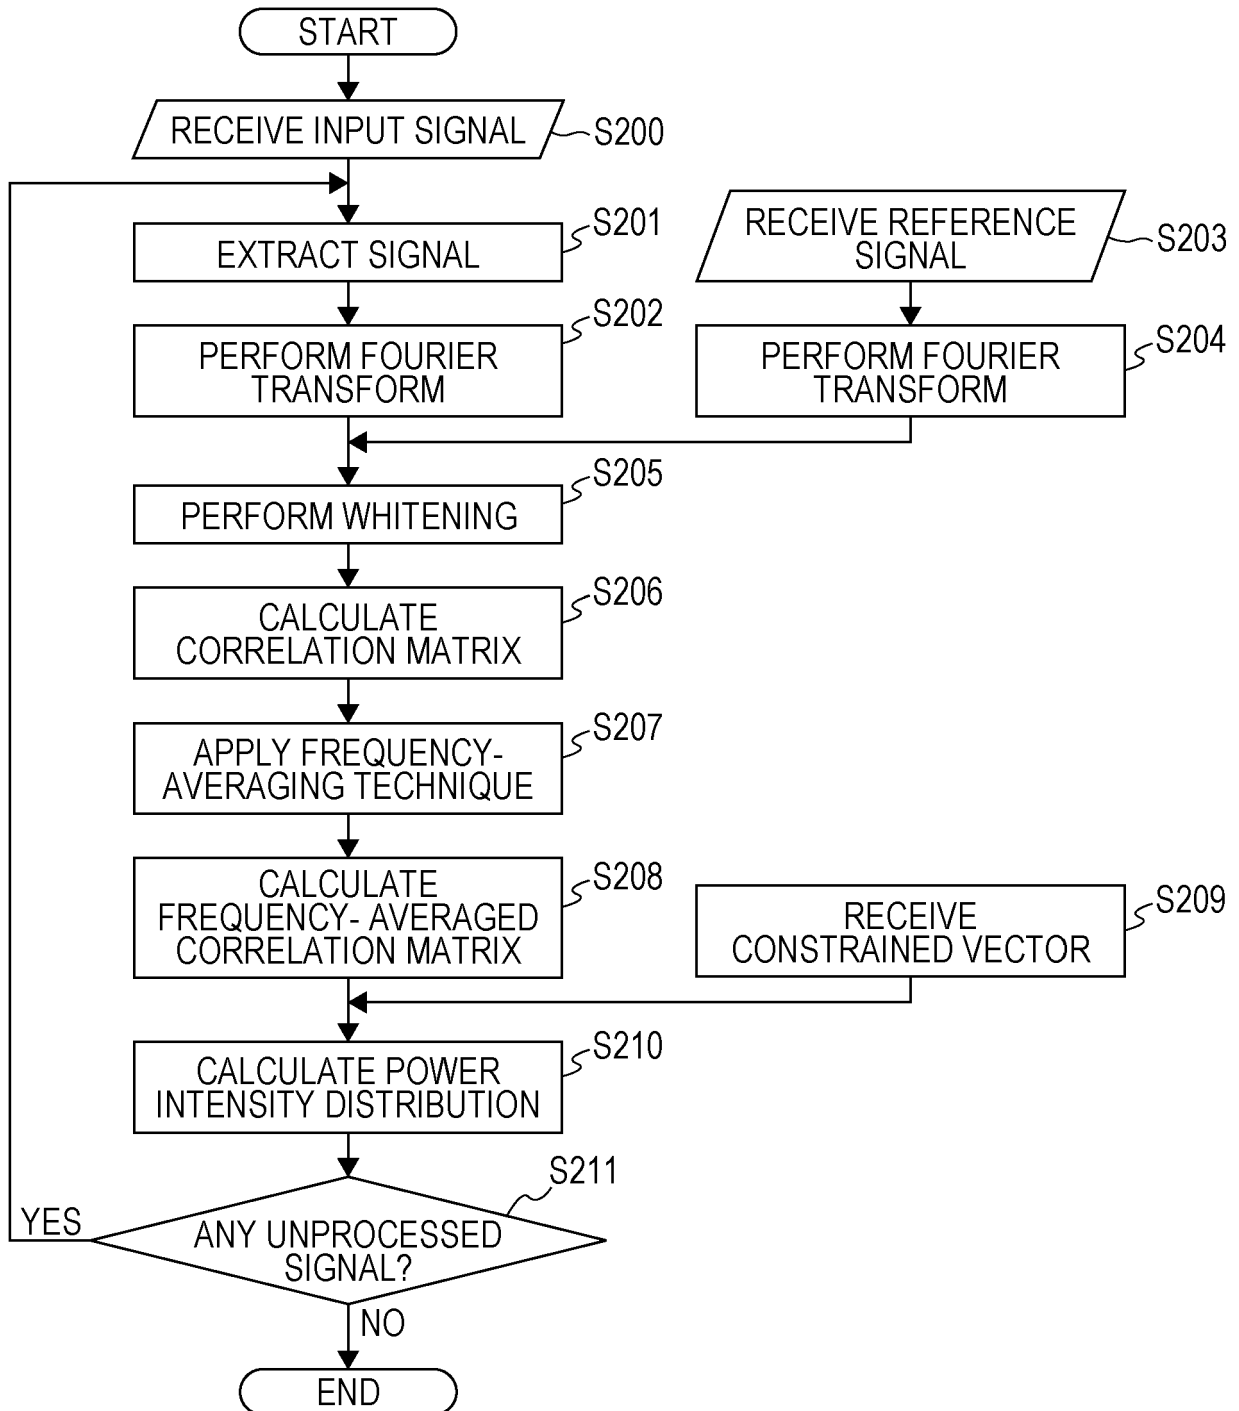 START
RECEIVE INPUT SIGNAL
S200
S201
EXTRACT SIGNAL
RECEIVE REFERENCE
SIGNAL
S203
S202
PERFORM FOURIER
TRANSFORM
S204
PERFORM FOURIER
TRANSFORM
S205
PERFORM WHITENING
S206
CALCULATE
CORRELATION MATRIX
S207
APPLY FREQUENCY-
AVERAGING TECHNIQUE
S208
CALCULATE
FREQUENCY- AVERAGED
CORRELATION MATRIX
S209
RECEIVE
CONSTRAINED VECTOR
S210
CALCULATE POWER
INTENSITY DISTRIBUTION
S211
YES
ANY UNPROCESSED
SIGNAL?
NO
END